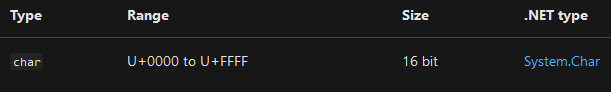 Type Range Size .NET type
char U+0000 to U+FFFF 16 bit System.Char